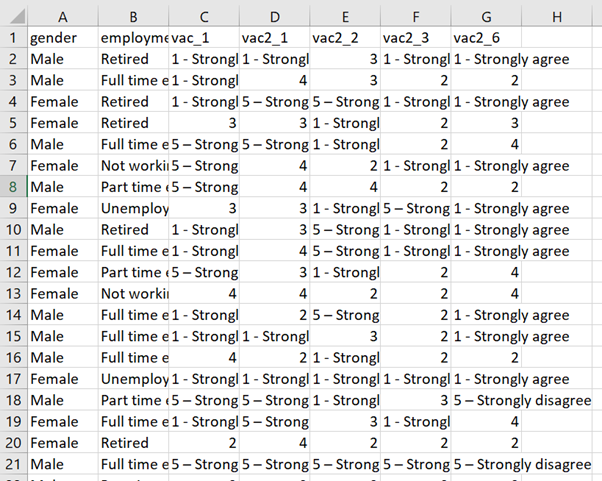 A B C D E F G H
1 gender employme vac_1 vac2_1 vac2_2 vac2_3 vac2_6
2 Male Retired 1 - Strongl 1 - Strongl 3 1 - Strongl 1 - Strongly agree
3 Male Full time e 1 - Strongl 4 3 2 2
4 Female Retired 1 - Strongl 5 – Strong 5 – Strong 1 - Strongl 1 - Strongly agree
5 Female Retired 3 3 1 - Strongl 2 3
6 Male Full time e 5 – Strong 5 – Strong 1 - Strongl 2 4
7 Female Not workin 5 – Strong 4 2 1 - Strongl 1 - Strongly agree
8 Male Part time e 5 – Strong 4 4 2 2
9 Female Unemploy 3 3 1 - Strongl 5 – Strong 1 - Strongly agree
10 Male Retired 1 - Strongl 3 5 – Strong 1 - Strongl 1 - Strongly agree
11 Female Full time e 1 - Strongl 4 5 – Strong 1 - Strongl 1 - Strongly agree
12 Female Part time e 5 – Strong 3 1 - Strongl 2 4
13 Female Not workin 4 4 2 2 4
14 Male Full time e 1 - Strongl 2 5 – Strong 2 1 - Strongly agree
15 Male Full time e 1 - Strongl 1 - Strongl 3 2 1 - Strongly agree
16 Male Full time e 4 2 1 - Strongl 2 2
17 Female Unemploy 1 - Strongl 1 - Strongl 1 - Strongl 1 - Strongl 1 - Strongly agree
18 Male Part time e 5 – Strong 5 – Strong 1 - Strongl 3 5 – Strongly disagree
19 Female Full time e 1 - Strongl 5 – Strong 3 1 - Strongl 4
20 Female Retired 2 4 2 2 2
21 Male Full time e 5 – Strong 5 – Strong 5 – Strong 5 – Strong 5 – Strongly disagree